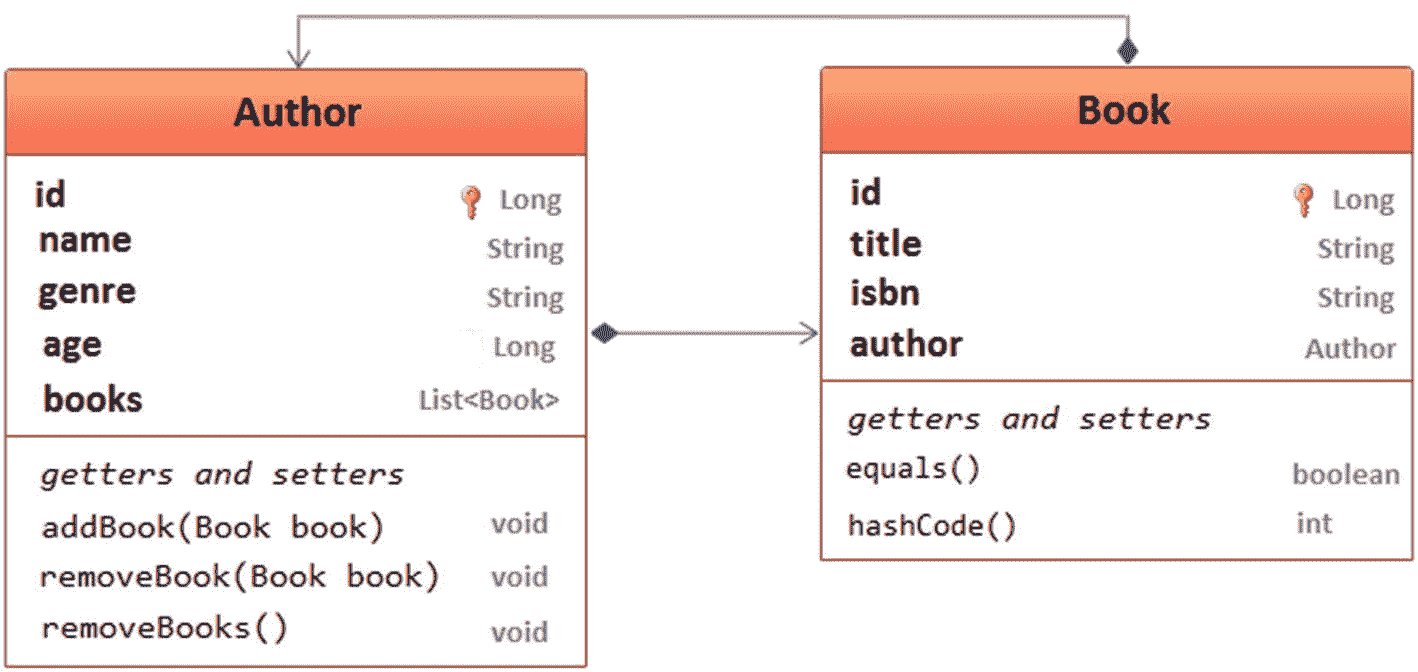 Author
id Long
name String
genre String
age Long
books List<Book>
getters and setters
addBook(Book book) void
removeBook(Book book) void
removeBooks() void
Book
id Long
title String
isbn String
author Author
getters and setters
equals() boolean
hashCode() int